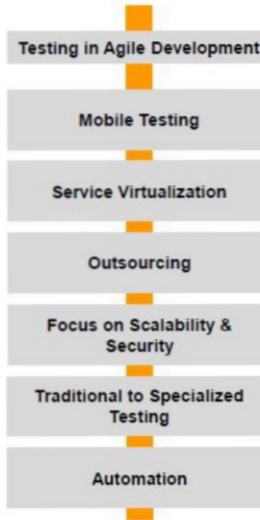 Testing in Agile Development
Mobile Testing
Service Virtualization
Outsourcing
Focus on Scalability &
Security
Traditional to Specialized
Testing
Automation